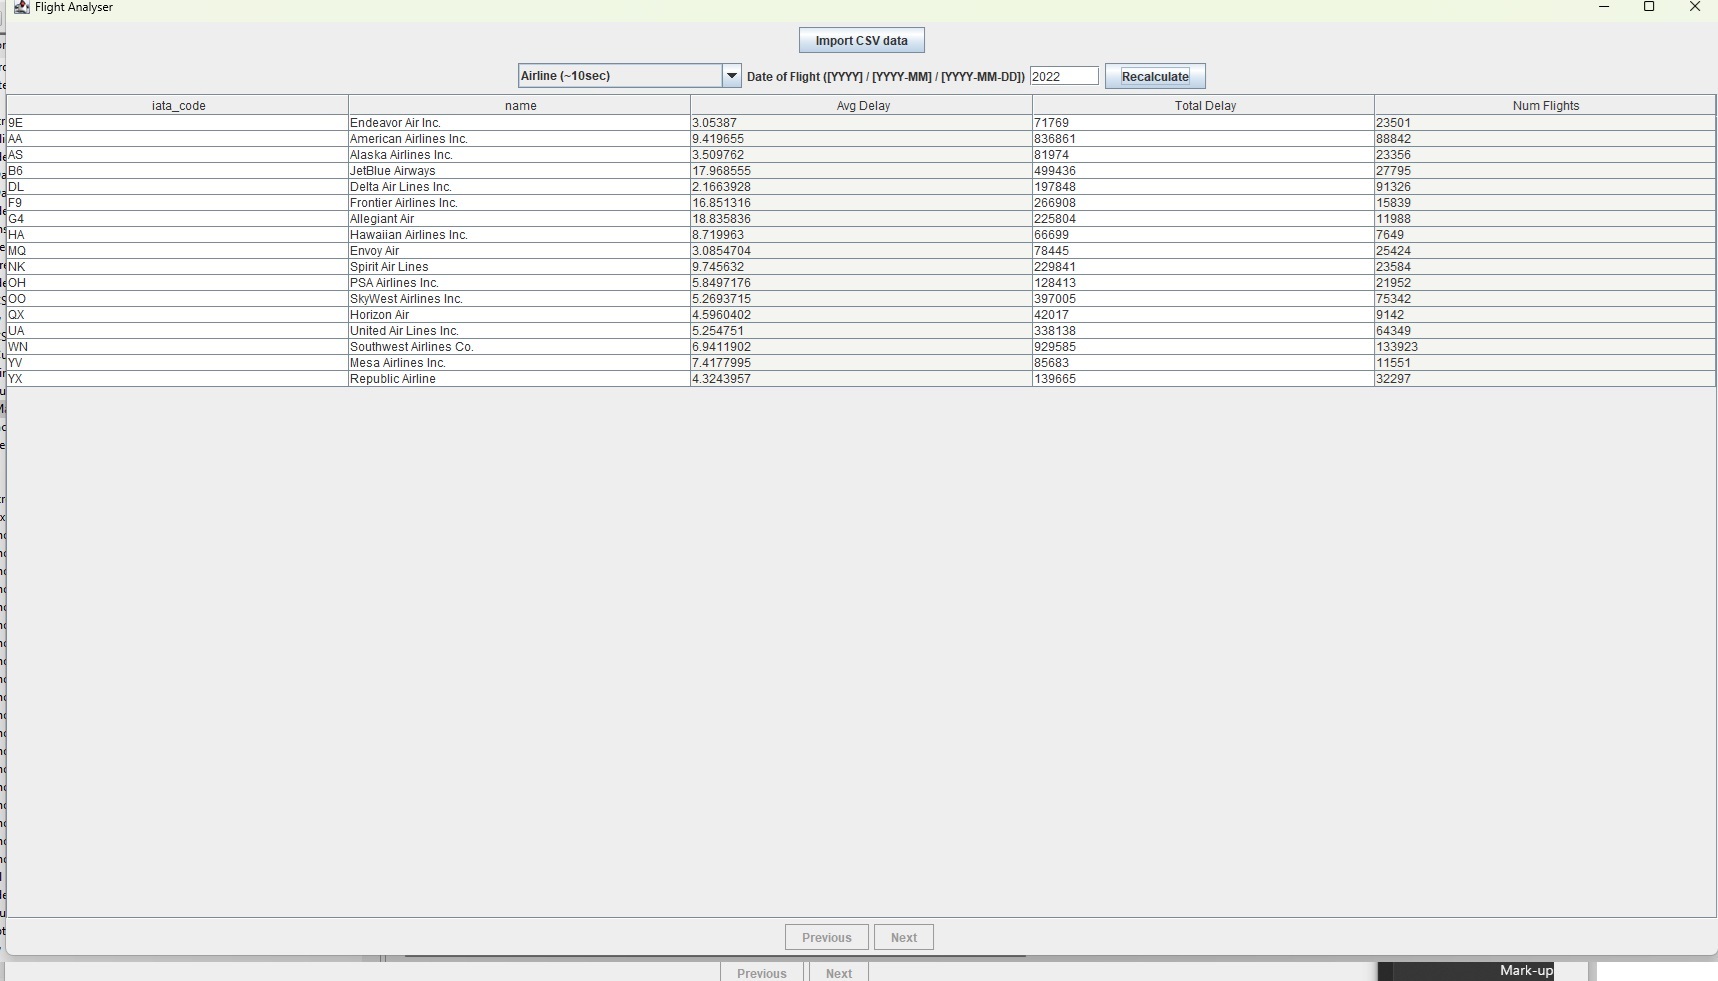 Flight Analyser
Import CSV data
Airline (~10sec) Date of Flight ([YYYY] / [YYYY-MM] / [YYYY-MM-DD]) 2022 Recalculate
iata_code name Avg Delay Total Delay Num Flights
9E Endeavor Air Inc. 3.05387 71769 23501
AA American Airlines Inc. 9.419655 836861 88842
AS Alaska Airlines Inc. 3.509762 81974 23356
B6 JetBlue Airways 17.968555 499436 27795
DL Delta Air Lines Inc. 2.1663928 197848 91326
F9 Frontier Airlines Inc. 16.851316 266908 15839
G4 Allegiant Air 18.835836 225804 11988
HA Hawaiian Airlines Inc. 8.719963 66699 7649
MQ Envoy Air 3.0854704 78445 25424
NK Spirit Air Lines 9.745632 229841 23584
OH PSA Airlines Inc. 5.8497176 128413 21952
OO SkyWest Airlines Inc. 5.2693715 397005 75342
QX Horizon Air 4.5960402 42017 9142
UA United Air Lines Inc. 5.254751 338138 64349
WN Southwest Airlines Co. 6.9411902 929585 133923
YV Mesa Airlines Inc. 7.4177995 85683 11551
YX Republic Airline 4.3243957 139665 32297
Previous Next
Previous Next
Mark-up